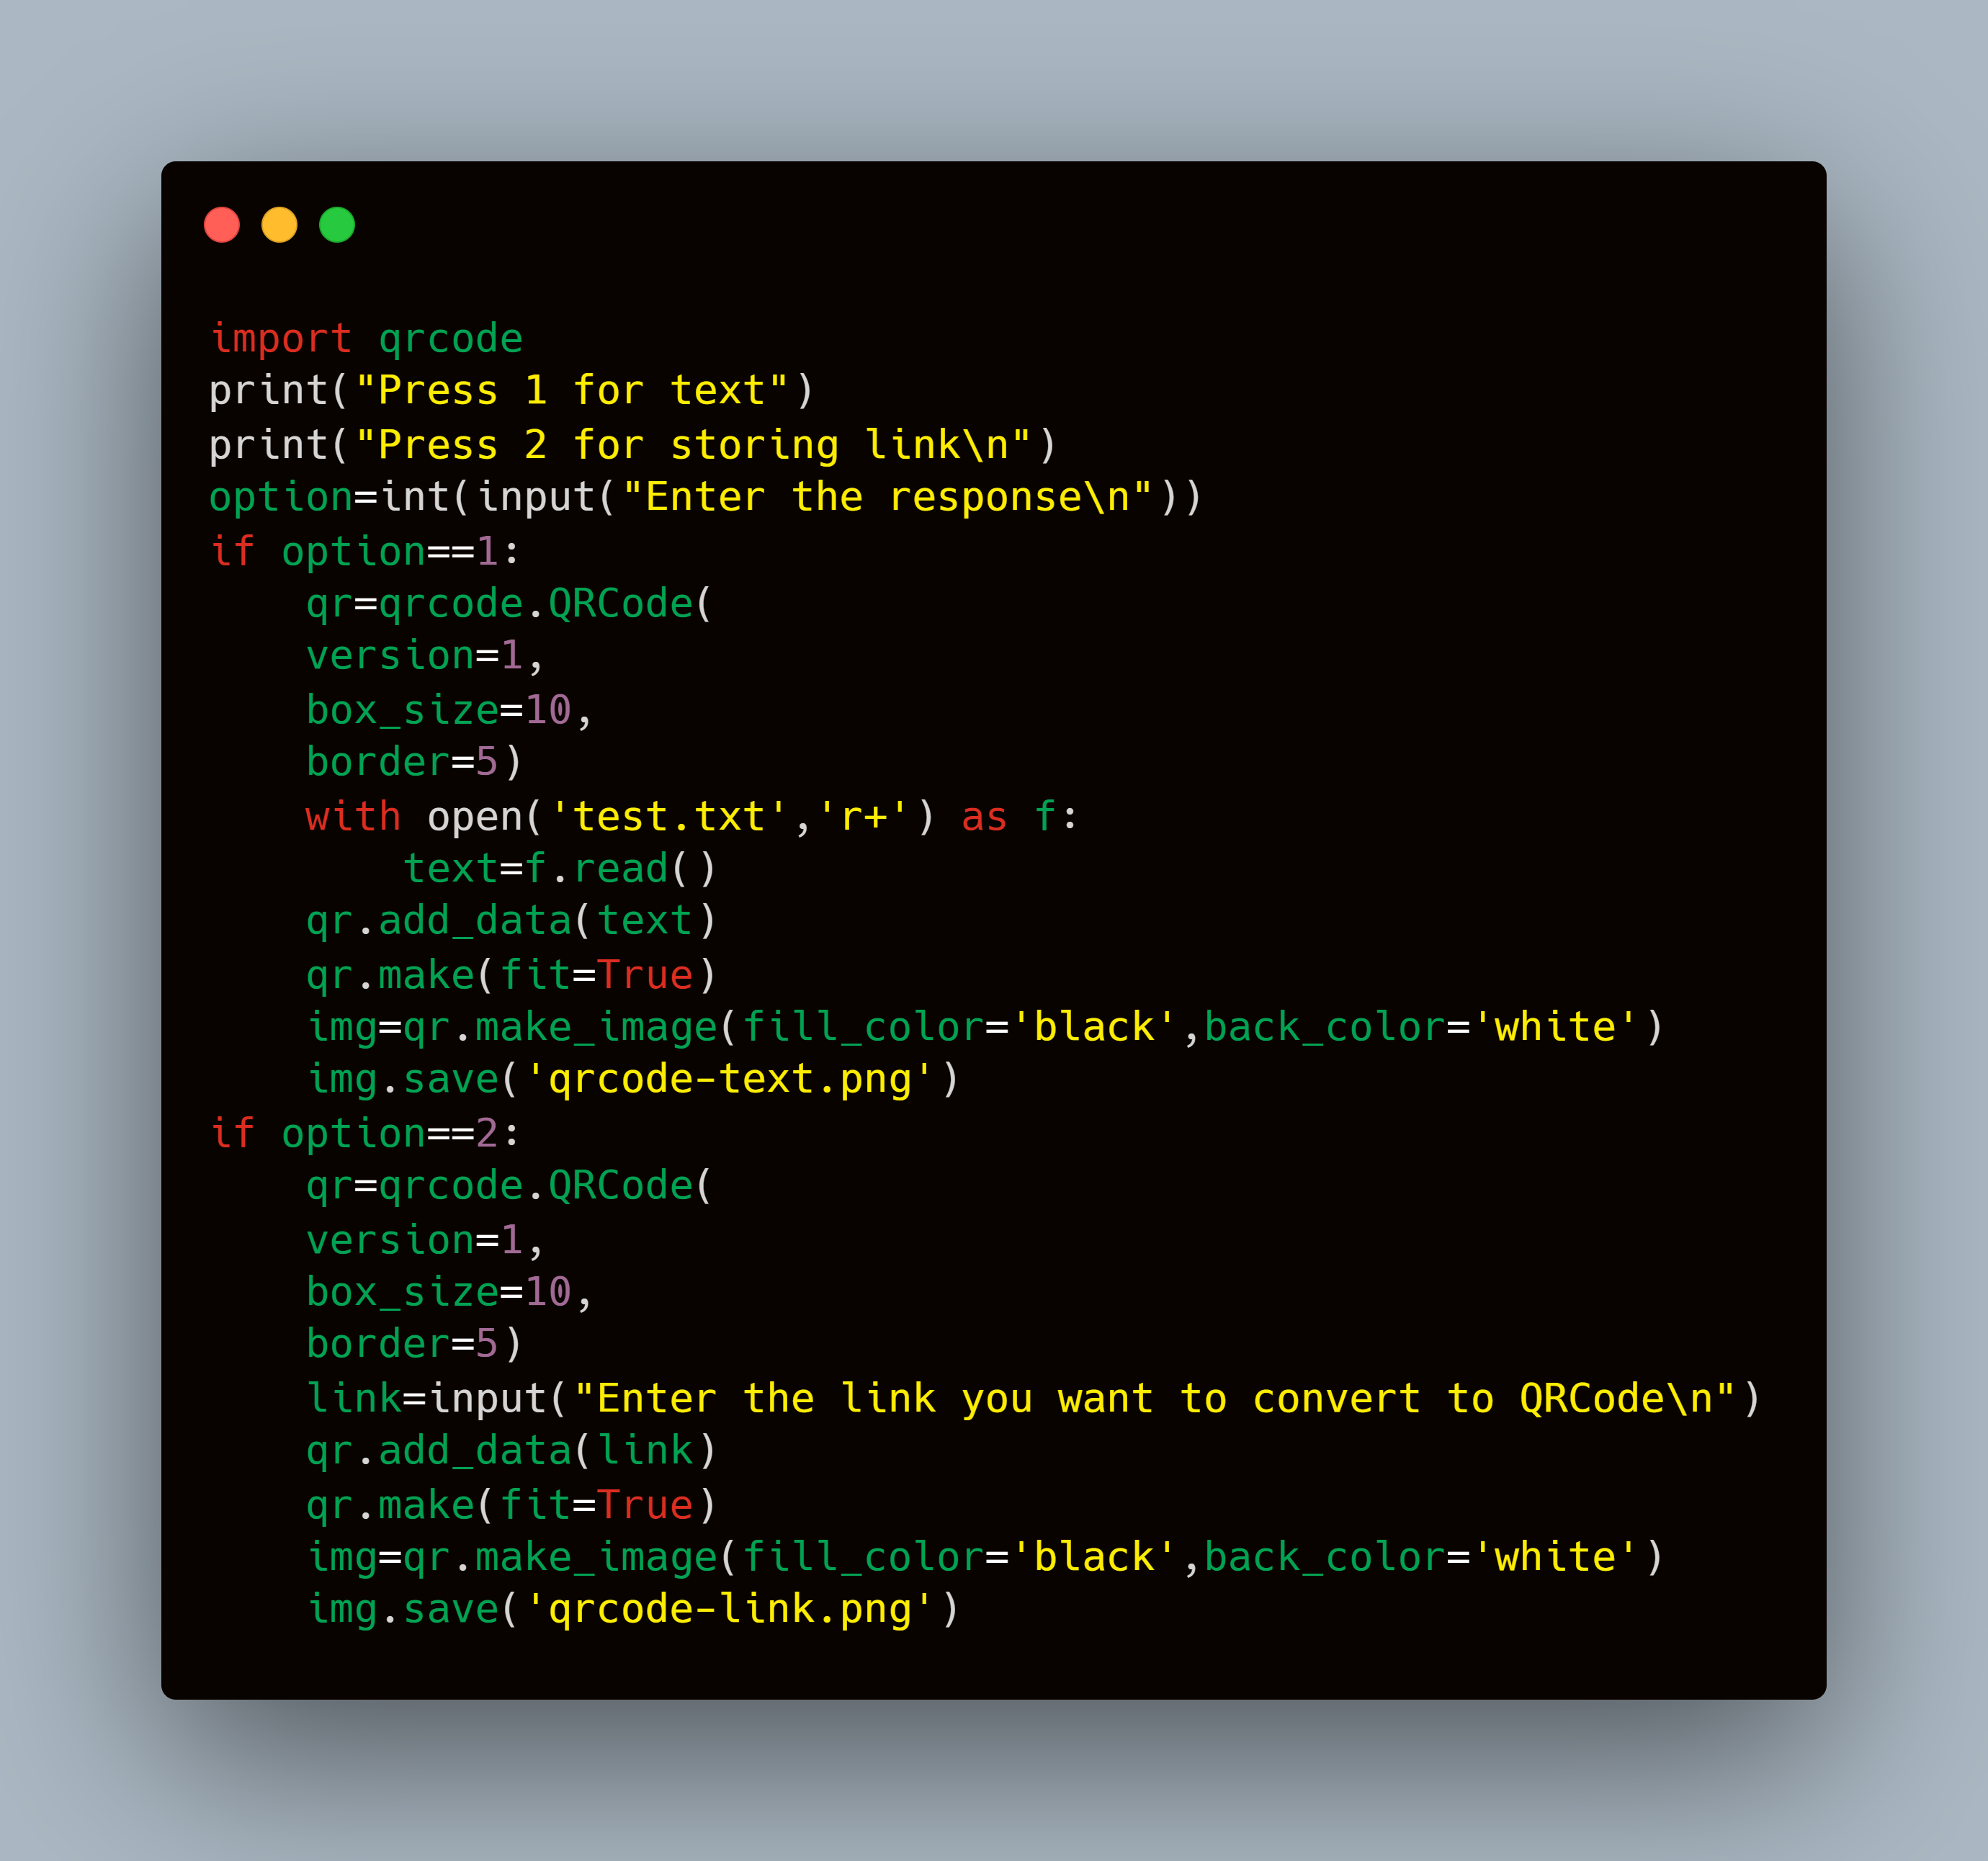 import qrcode
print("Press 1 for text")
print("Press 2 for storing link\n")
option=int(input("Enter the response\n"))
if option==1:
    qr=qrcode.QRCode(
    version=1,
    box_size=10,
    border=5)
    with open('test.txt','r+') as f:
        text=f.read()
    qr.add_data(text)
    qr.make(fit=True)
    img=qr.make_image(fill_color='black',back_color='white')
    img.save('qrcode-text.png')
if option==2:
    qr=qrcode.QRCode(
    version=1,
    box_size=10,
    border=5)
    link=input("Enter the link you want to convert to QRCode\n")
    qr.add_data(link)
    qr.make(fit=True)
    img=qr.make_image(fill_color='black',back_color='white')
    img.save('qrcode-link.png')